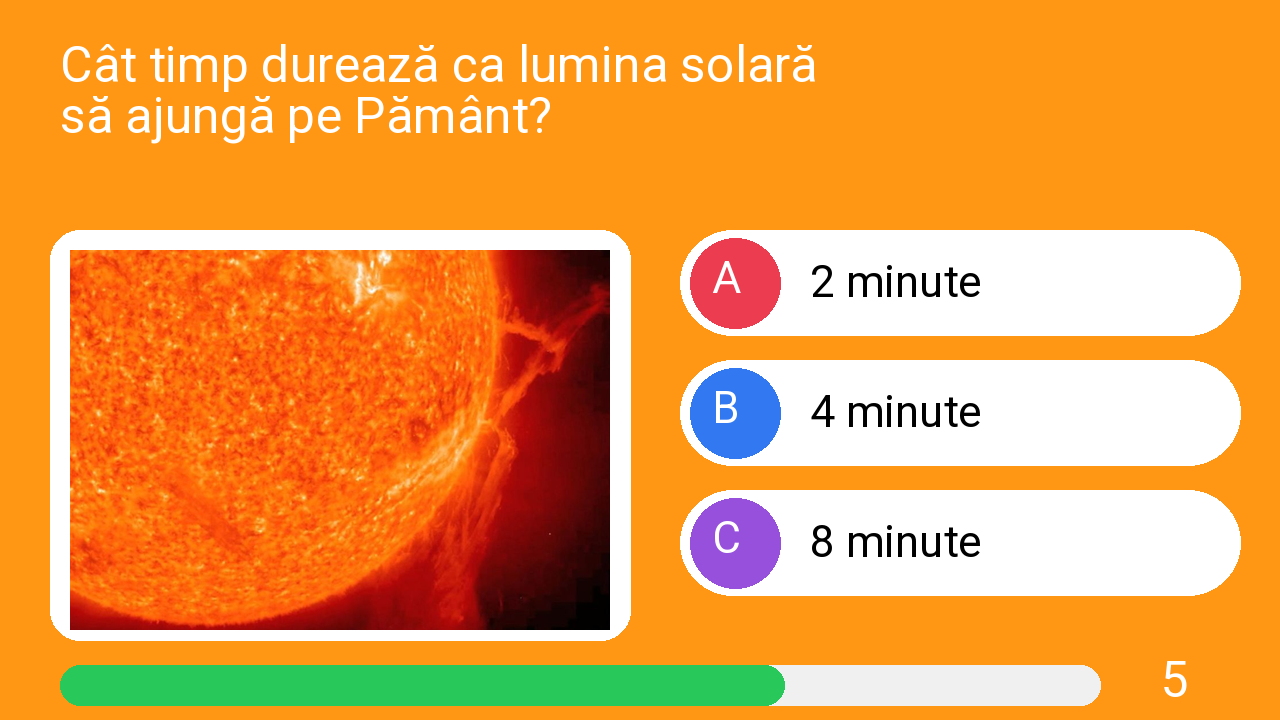 Cât timp durează ca lumina solară
să ajungă pe Pământ?
A 2 minute
B 4 minute
C 8 minute
5